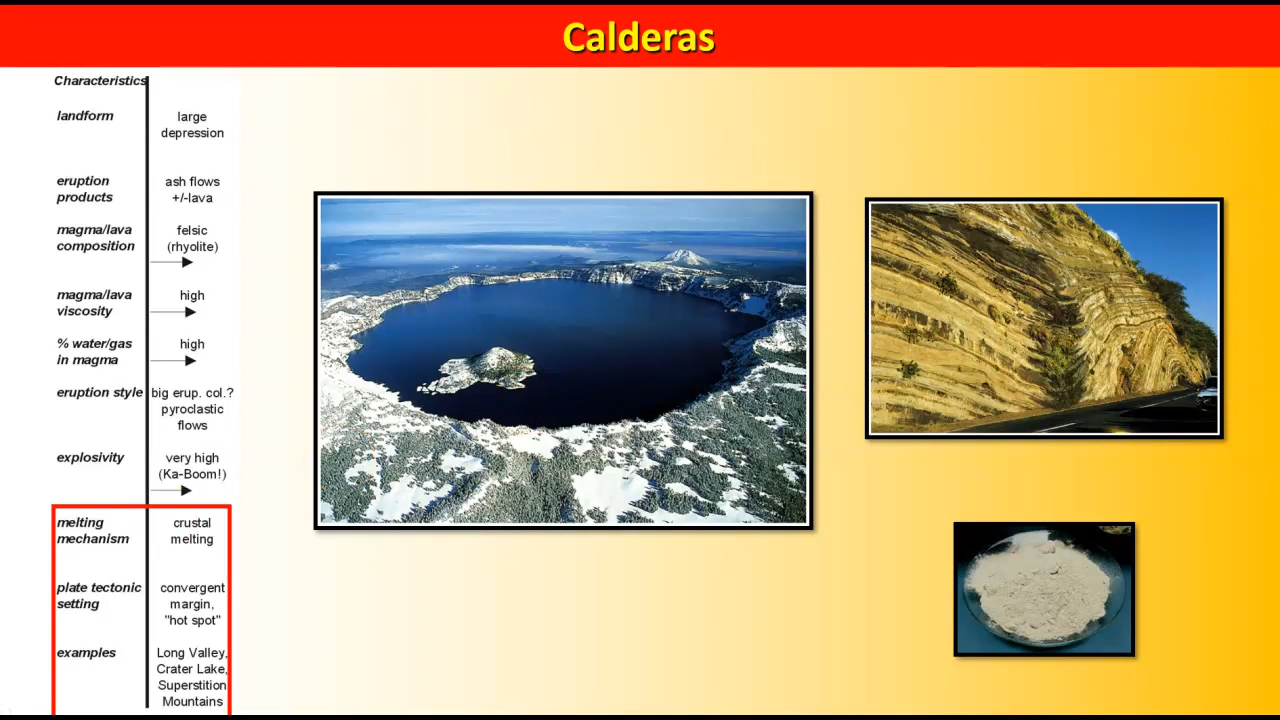 Calderas
Characteristics
landform
large
depression
eruption
products
ash flows
+/-lava
magma/lava
composition
felsic
(rhyolite)
magma/lava
viscosity
high
% water/gas
in magma
high
eruption style
big erup. col.?
pyroclastic
flows
explosivity
very high
(Ka-Boom!)
melting
mechanism
crustal
melting
plate tectonic
setting
convergent
margin,
"hot spot"
examples
Long Valley,
Crater Lake,
Superstition
Mountains